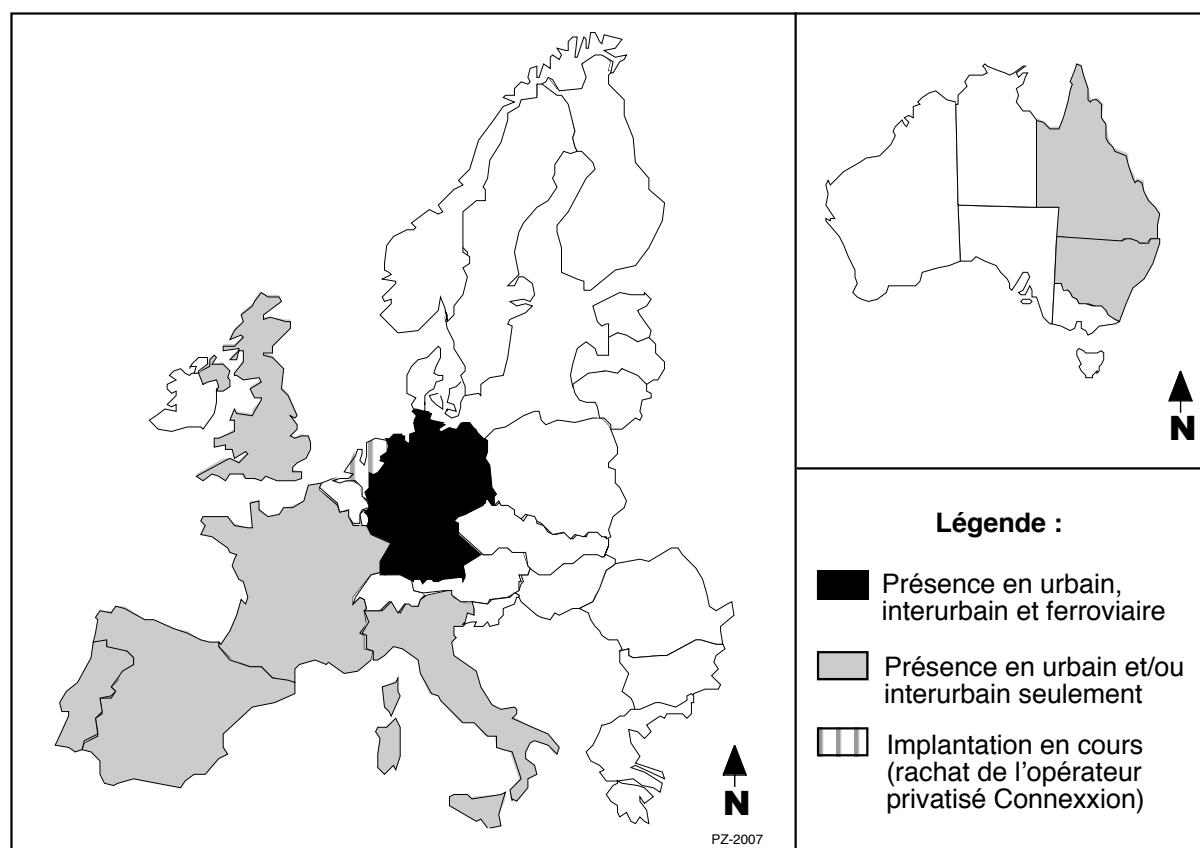 N
PZ-2007
N
Légende :
Présence en urbain,
interurbain et ferroviaire
Présence en urbain et/ou
interurbain seulement
Implantation en cours
(rachat de l'opérateur
privatisé Connexxion)